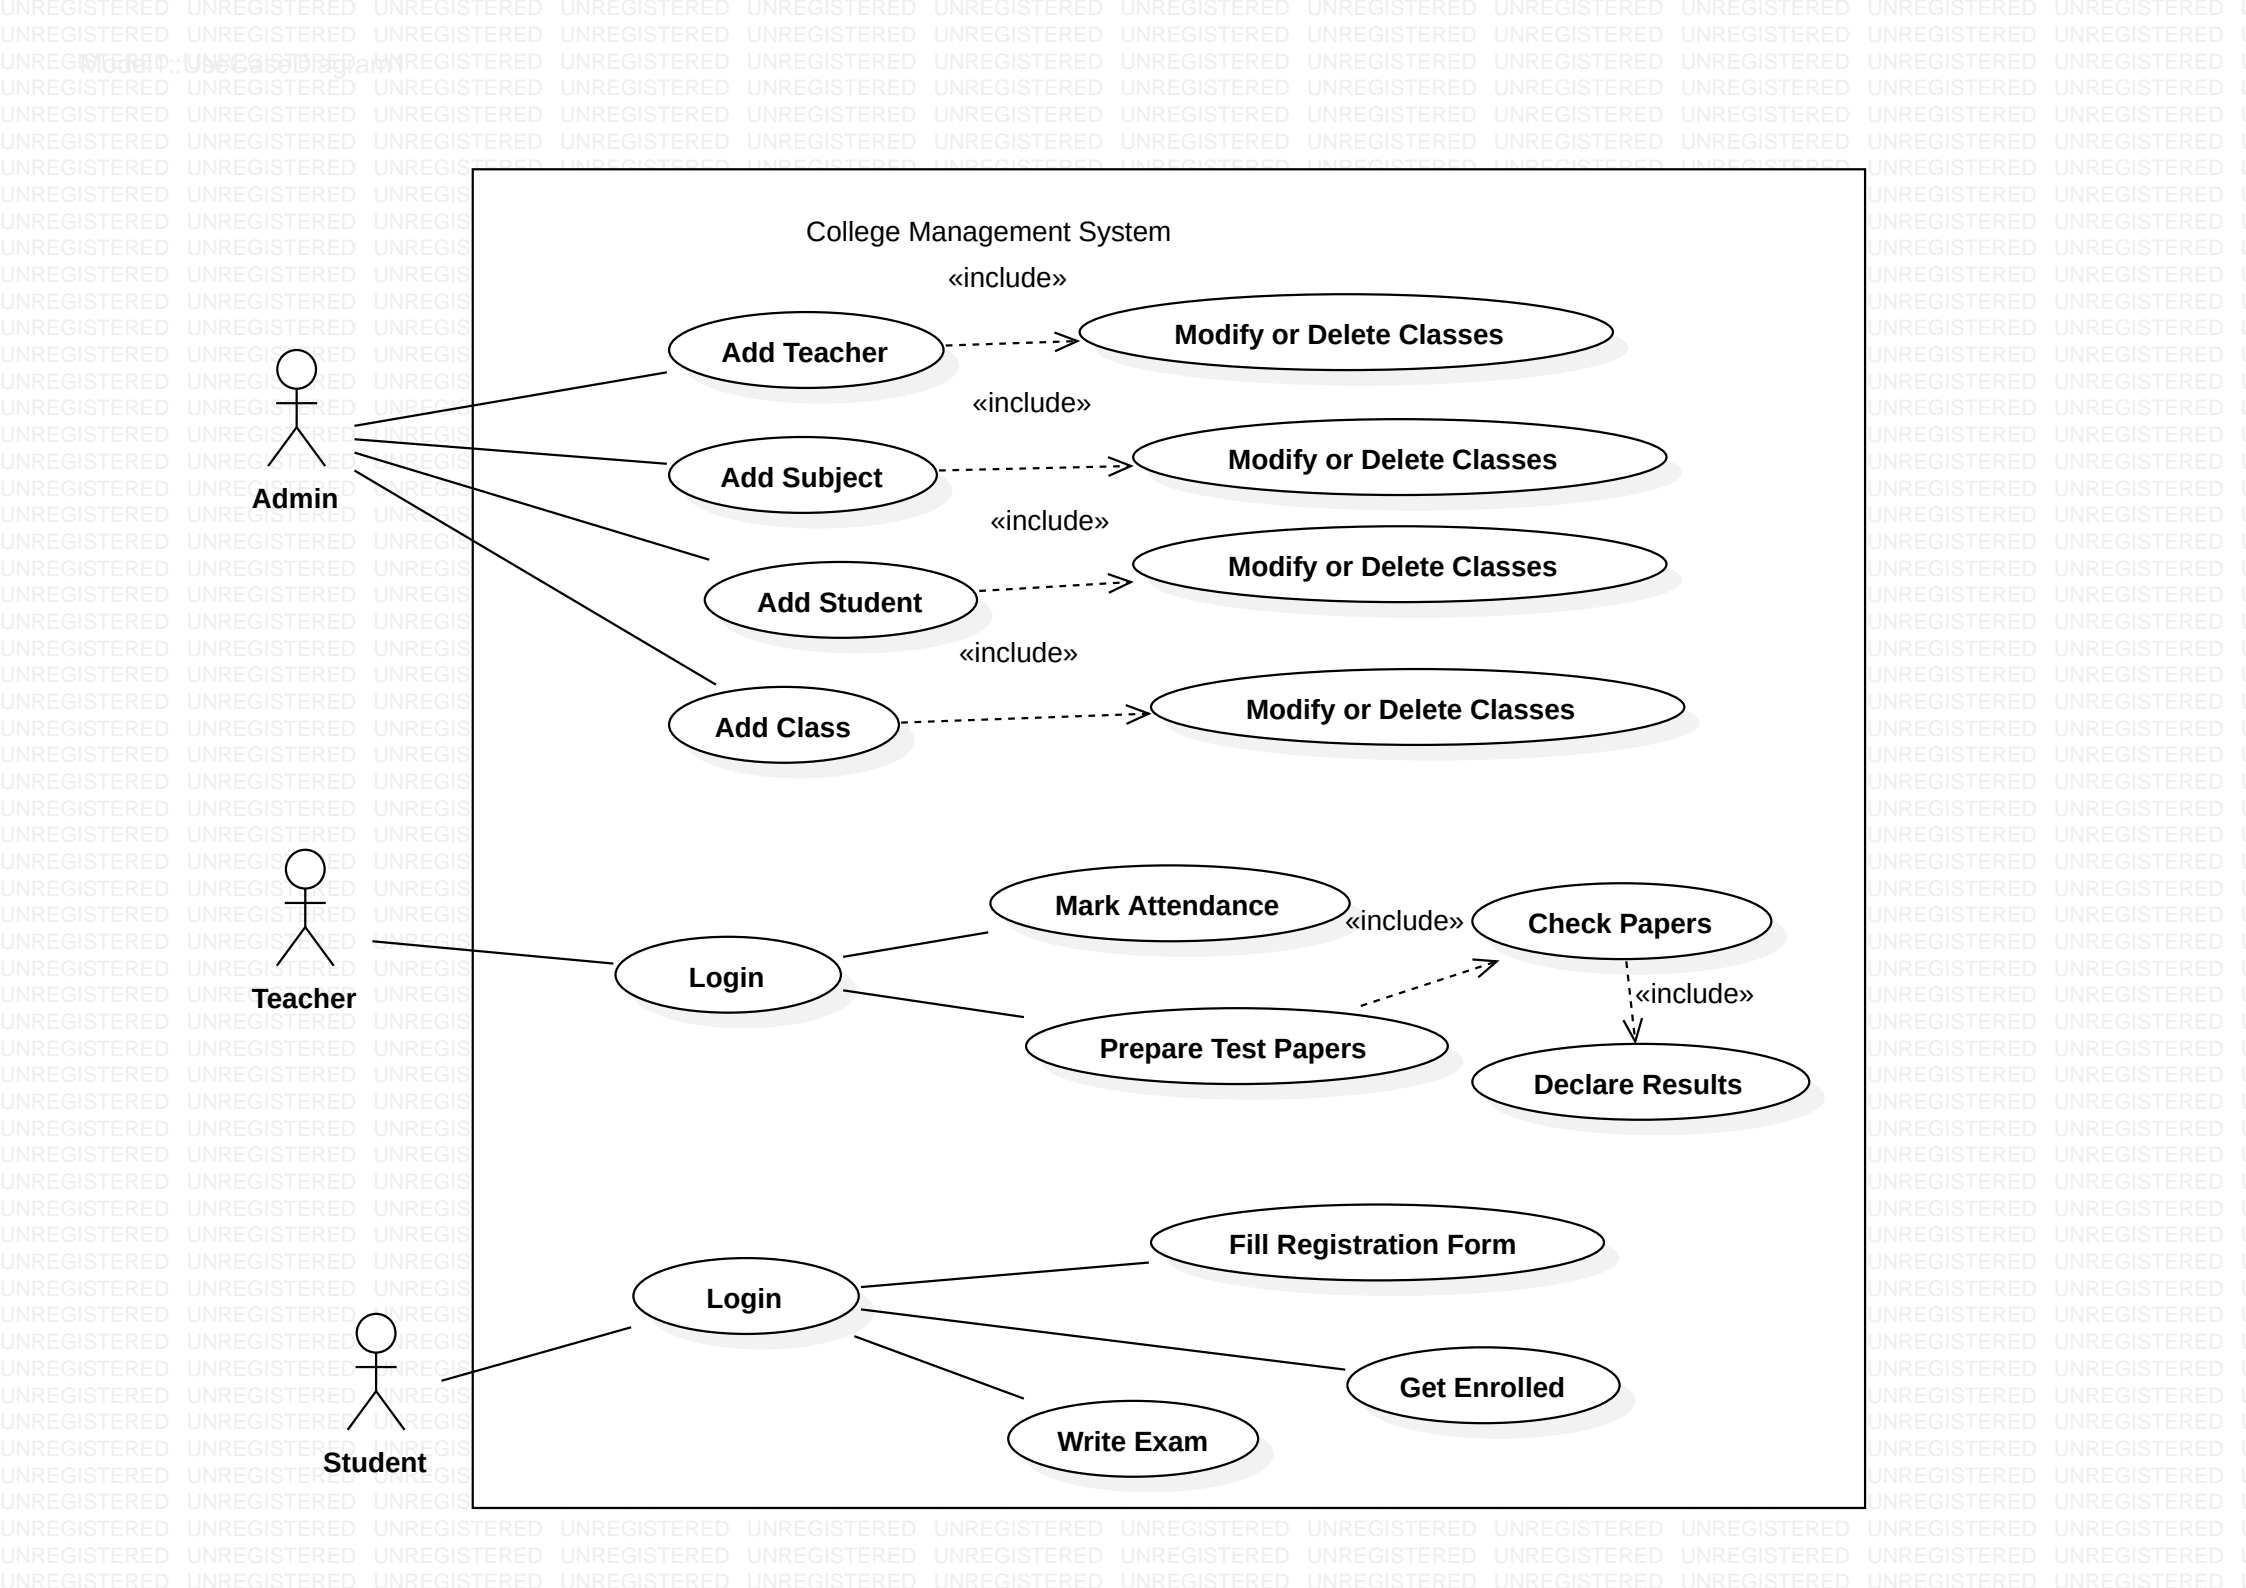 Model1::UseCaseDiagram1
College Management System
«include»
Add Teacher
Modify or Delete Classes
«include»
Add Subject
Modify or Delete Classes
Admin
«include»
Add Student
Modify or Delete Classes
«include»
Add Class
Modify or Delete Classes
Mark Attendance
«include»
Check Papers
Teacher
Login
«include»
Prepare Test Papers
Declare Results
Fill Registration Form
Login
Get Enrolled
Write Exam
Student
UNREGISTERED